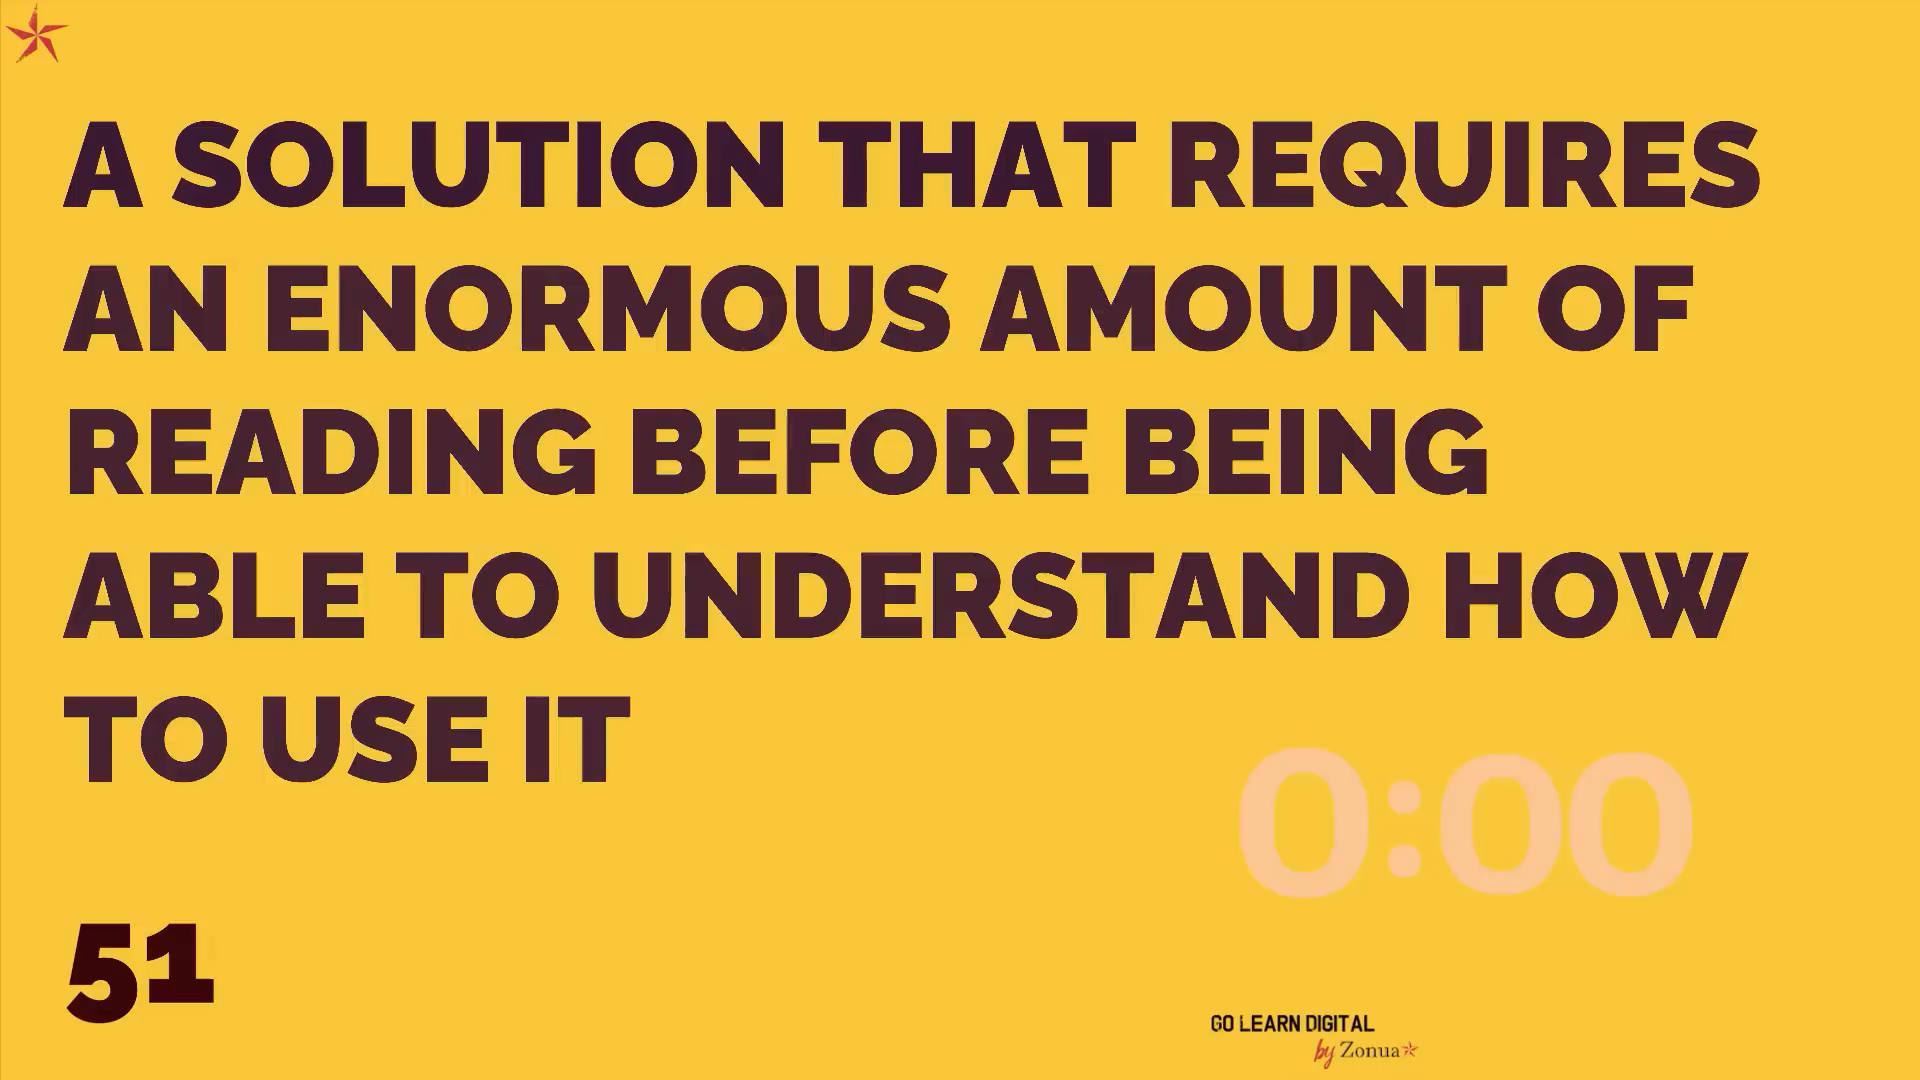 A SOLUTION THAT REQUIRES
AN ENORMOUS AMOUNT OF
READING BEFORE BEING
ABLE TO UNDERSTAND HOW
TO USE IT
0:00
51
GO LEARN DIGITAL
by Zonua